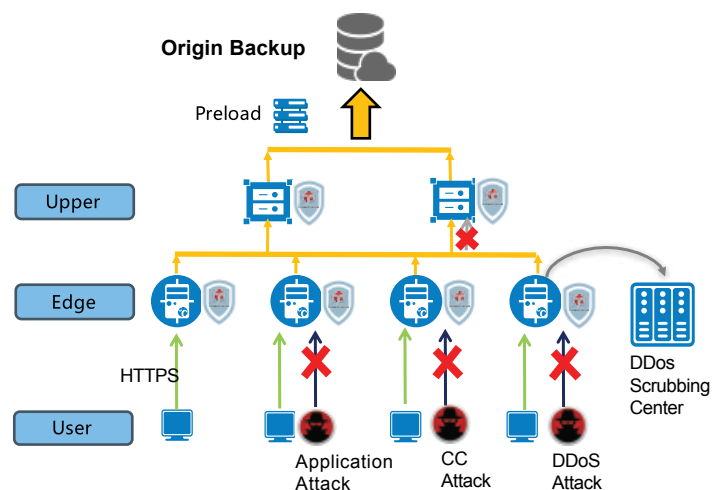 Origin Backup
Preload
Upper
Edge
HTTPS
DDos
Scrubbing
Center
User
Application
Attack
CC
Attack
DDoS
Attack